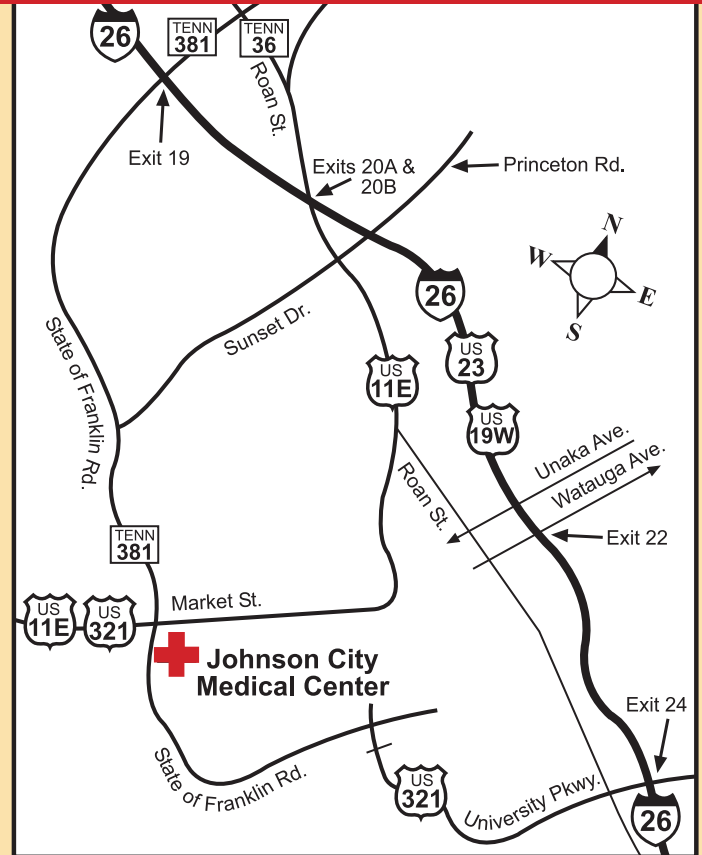 26
TENN
381
TENN
36
Roan St.
Exit 19
Exits 20A &
20B
Princeton Rd.
N
W
E
S
26
Sunset Dr.
State of Franklin Rd.
US
23
US
11E
US
19W
Unaka Ave.
Watauga Ave.
Roan St.
Exit 22
TENN
381
Market St.
US
11E
US
321
Johnson City
Medical Center
Exit 24
State of Franklin Rd.
US
321
University Pkwy.
26